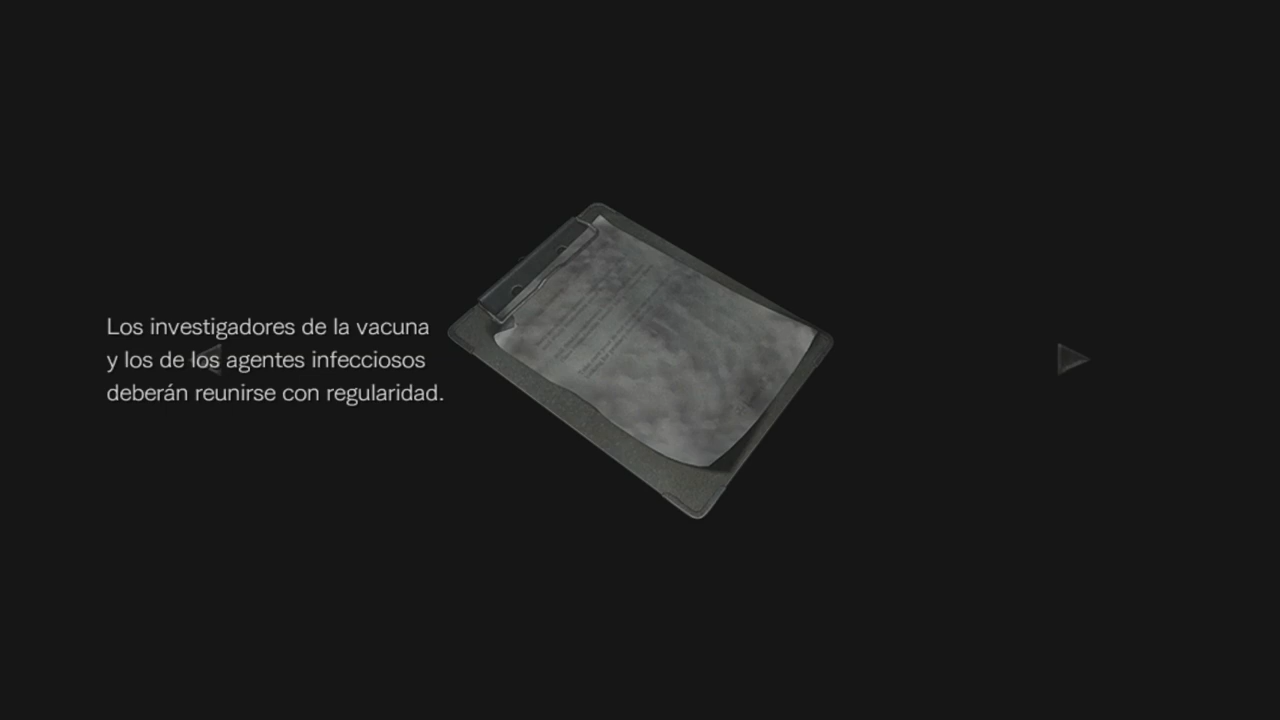 Los investigadores de la vacuna
y los de los agentes infecciosos
deberán reunirse con regularidad.